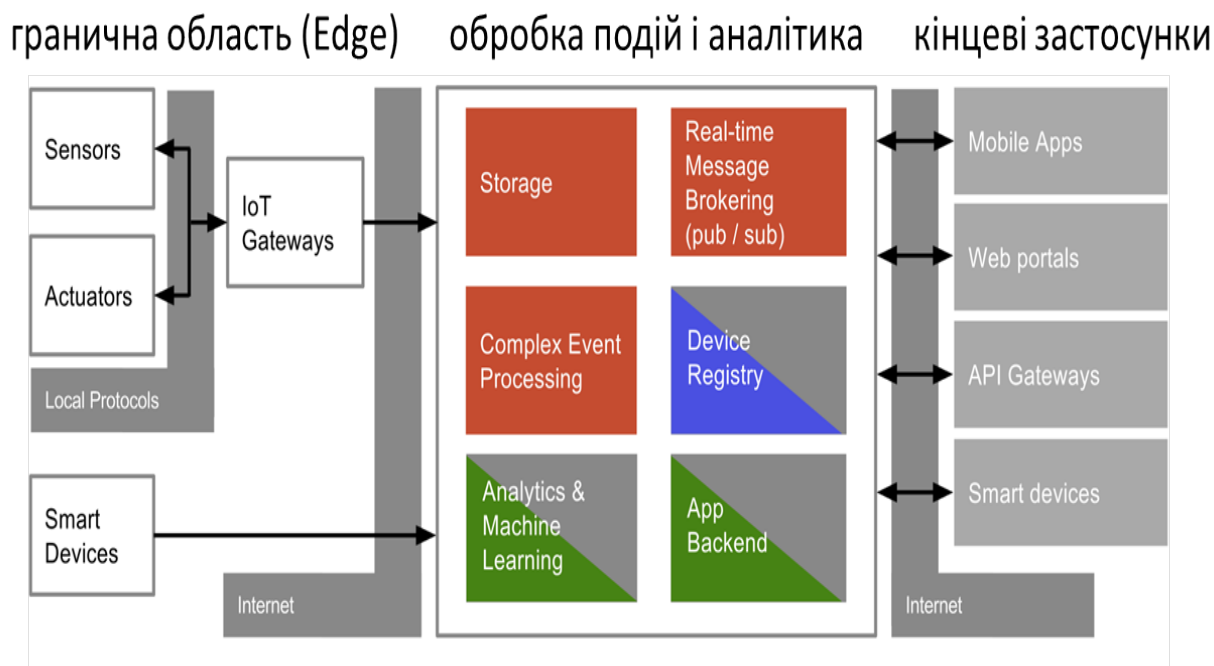 гранична область (Edge)
обробка подій і аналітика
кінцеві застосунки
Sensors
Actuators
Local Protocols
IoT
Gateways
Smart
Devices
Internet
Storage
Real-time
Message
Brokering
(pub / sub)
Complex Event
Processing
Device
Registry
Analytics &
Machine
Learning
App
Backend
Mobile Apps
Web portals
API Gateways
Smart devices
Internet